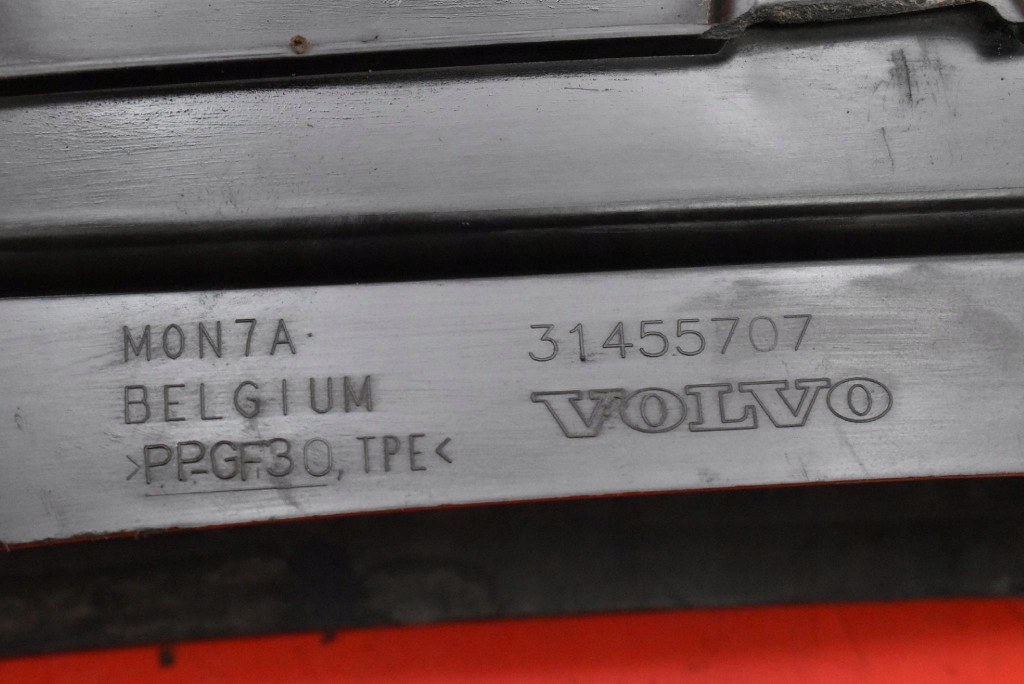 MON7A
BELGIUM
>PP-GF30, TPE<
31455707
VOLVO